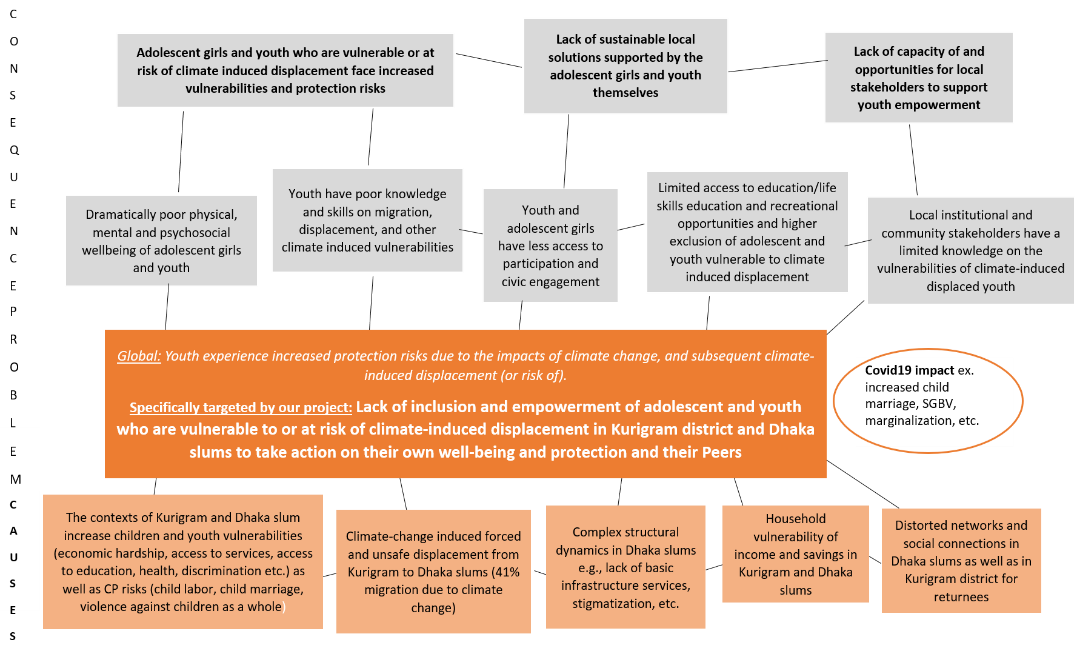 CONSEQUENCE
Adolescent girls and youth who are vulnerable or at
risk of climate induced displacement face increased
vulnerabilities and protection risks
Lack of sustainable local
solutions supported by the
adolescent girls and youth
themselves
Lack of capacity of and
opportunities for local
stakeholders to support
youth empowerment
Dramatically poor physical,
mental and psychosocial
wellbeing of adolescent girls
and youth
Youth have poor knowledge
and skills on migration,
displacement, and other
climate induced vulnerabilities
Youth and
adolescent girls
have less access to
participation and
civic engagement
Limited access to education/life
skills education and recreational
opportunities and higher
exclusion of adolescent and
youth vulnerable to climate
induced displacement
Local institutional and
community stakeholders have a
limited knowledge on the
vulnerabilities of climate-induced
displaced youth
PROBLEM
Global: Youth experience increased protection risks due to the impacts of climate change, and subsequent climate-
induced displacement (or risk of).
Specifically targeted by our project: Lack of inclusion and empowerment of adolescent and youth
who are vulnerable to or at risk of climate-induced displacement in Kurigram district and Dhaka
slums to take action on their own well-being and protection and their Peers
Covid19 impact ex.
increased child
marriage, SGBV,
marginalization, etc.
CAUSES
The contexts of Kurigram and Dhaka slum
increase children and youth vulnerabilities
(economic hardship, access to services, access
to education, health, discrimination etc.) as
well as CP risks (child labor, child marriage,
violence against children as a whole)
Climate-change induced forced
and unsafe displacement from
Kurigram to Dhaka slums (41%
migration due to climate
change)
Complex structural
dynamics in Dhaka slums
e.g., lack of basic
infrastructure services,
stigmatization, etc.
Household
vulnerability of
income and savings in
Kurigram and Dhaka
slums
Distorted networks and
social connections in
Dhaka slums as well as in
Kurigram district for
returnees